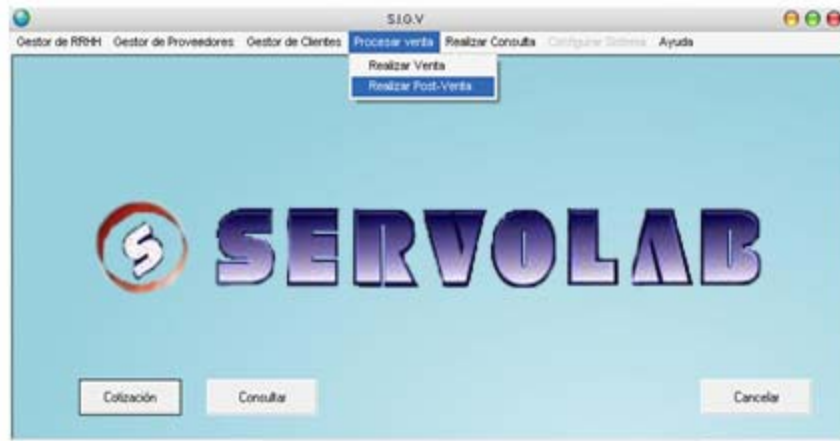 S.I.G.V
Gestor de RRHH Gestor de Proveedores Gestor de Clientes Procesar venta Realizar Consulta Configurar Sistema Ayuda
Realizar Venta
Realizar Post-Venta
S SERVOLAB
Cotización Consultar Cancelar